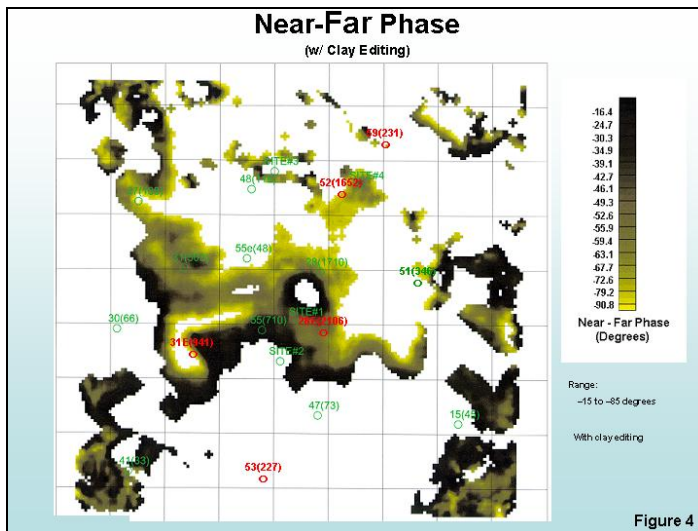 Near-Far Phase
(w/ Clay Editing)
59(231)
SITE#3
48(
SITE#4
52(1652)
55e(48)
29(1710)
51(346)
SITE#1
30(66)
55(710)
SITE#2
47(73)
15(45)
41(33)
53(227)
-16.4
-24.7
-30.3
-34.9
-39.1
-42.7
-46.1
-49.3
-52.6
-55.9
-59.4
-63.1
-67.7
-72.6
-79.2
-90.8
Near - Far Phase
(Degrees)
Range:
–15 to –85 degrees
With clay editing
Figure 4